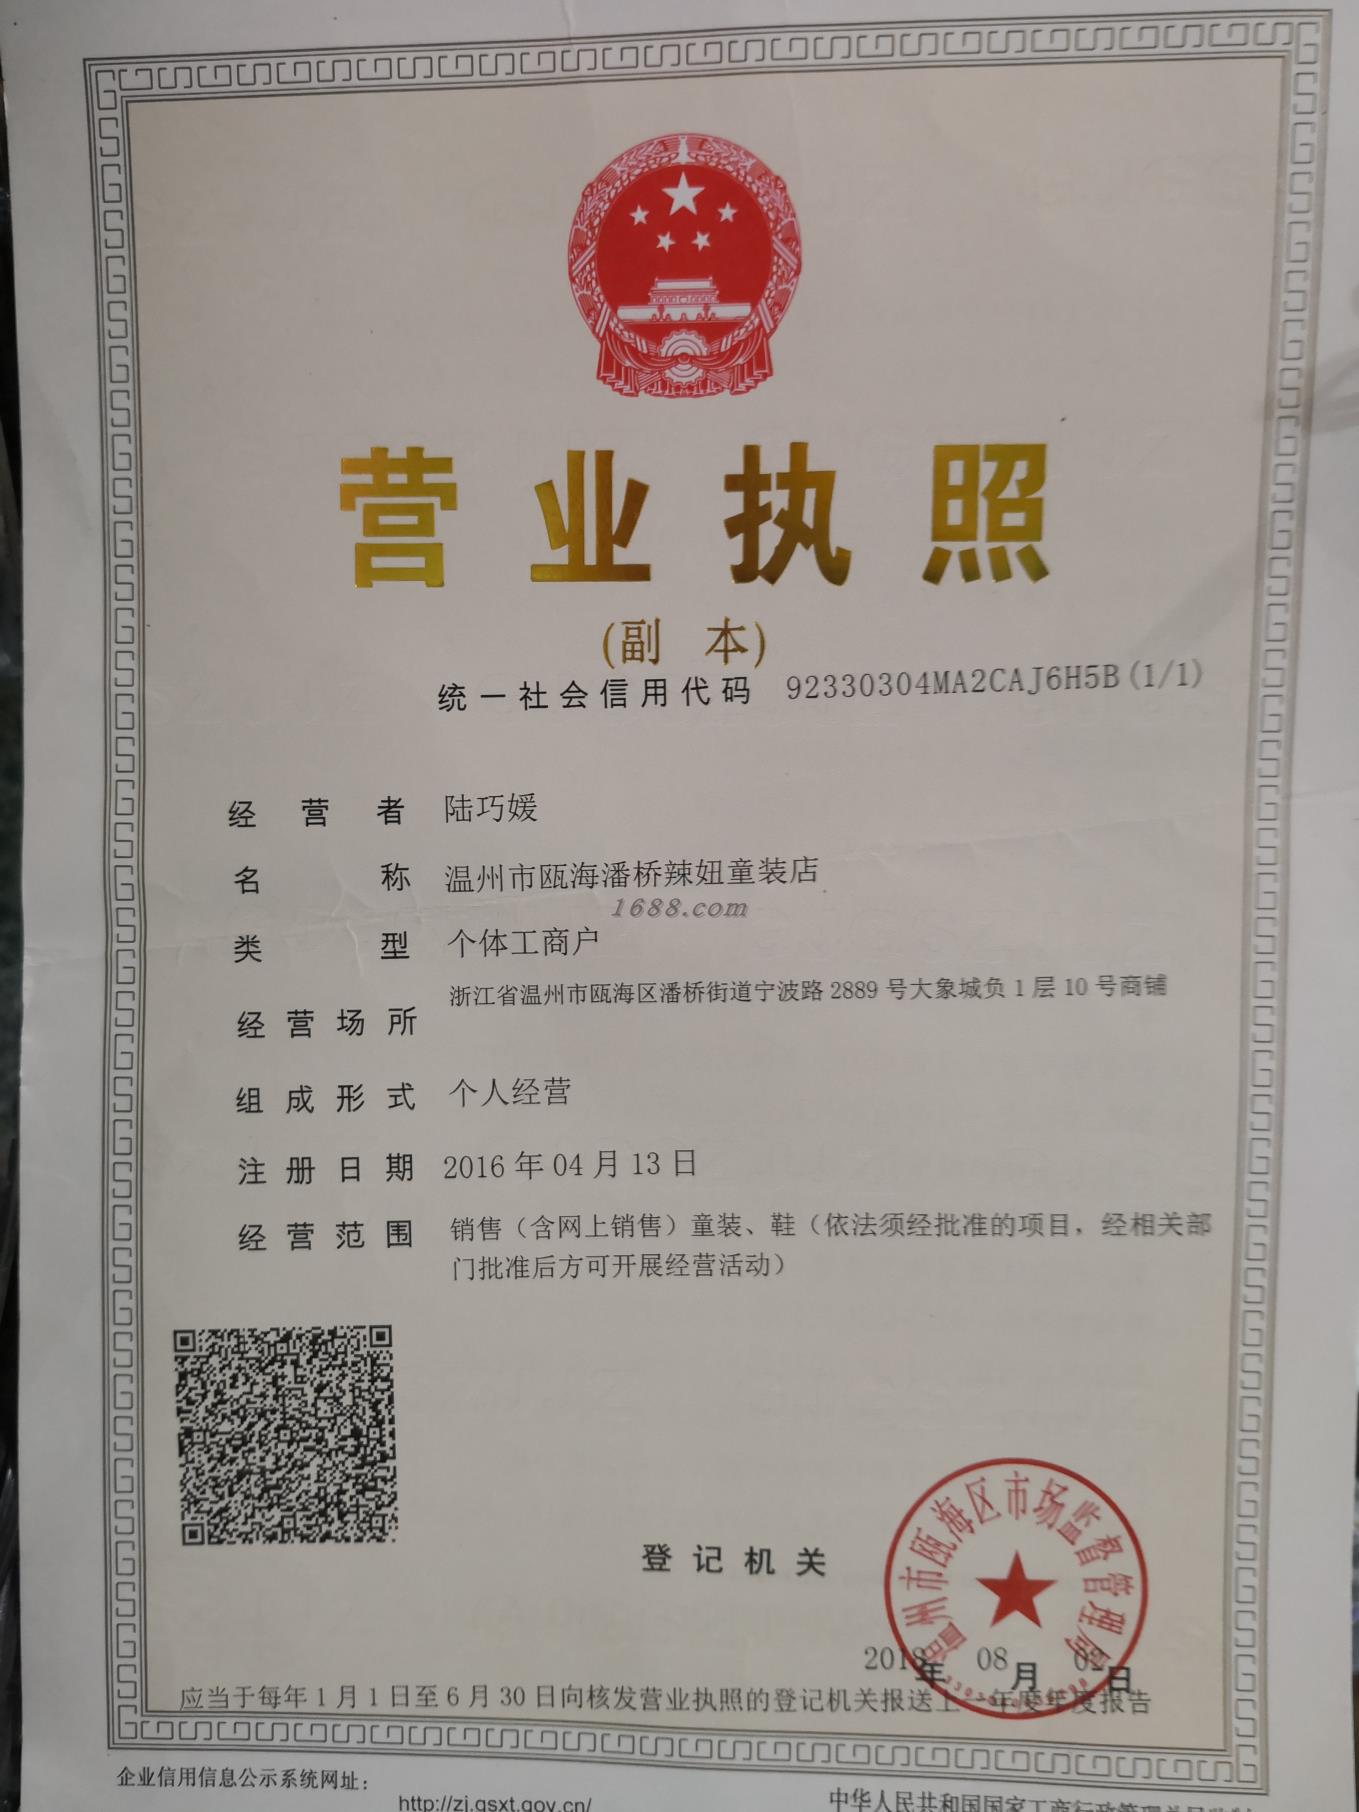 营业执照
(副 本)
统一社会信用代码 92330304MA2CAJ6H5B(1/1)
经营者 陆巧媛
名称 温州市瓯海潘桥辣妞童装店
1688.com
类型 个体工商户
经营场所 浙江省温州市瓯海区潘桥街道宁波路2889号大象城负1层10号商铺
组成形式 个人经营
注册日期 2016年04月13日
经营范围 销售（含网上销售）童装、鞋（依法须经批准的项目，经相关部
门批准后方可开展经营活动）
登记机关
温州市瓯海区市场监督管理局
2018年 08月 02日
应当于每年1月1日至6月30日向核发营业执照的登记机关报送上一年度年度报告
企业信用信息公示系统网址：
http://zj.gsxt.gov.cn/
中华人民共和国国家工商行政管理总局监制